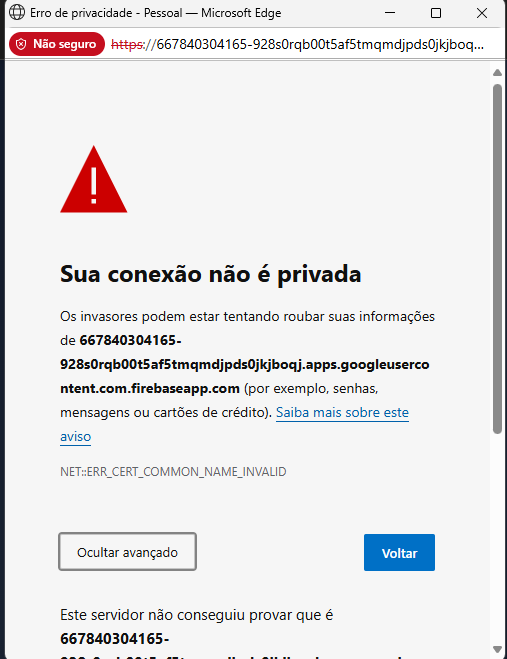 Erro de privacidade - Pessoal — Microsoft Edge
Não seguro https://667840304165-928s0rqb00t5af5tmqmdjpds0jkjboq...
Sua conexão não é privada
Os invasores podem estar tentando roubar suas informações
de 667840304165-
928s0rqb00t5af5tmqmdjpds0jkjboqj.apps.googleuserco
ntent.com.firebaseapp.com (por exemplo, senhas,
mensagens ou cartões de crédito). Saiba mais sobre este
aviso
NET::ERR_CERT_COMMON_NAME_INVALID
Ocultar avançado
Voltar
Este servidor não conseguiu provar que é
667840304165-